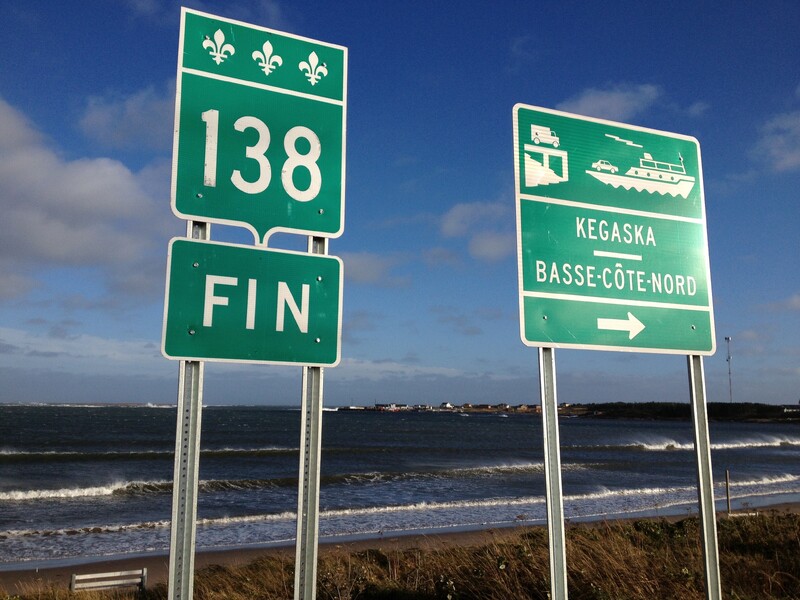 138
FIN
KEGASKA
BASSE-CÔTE-NORD